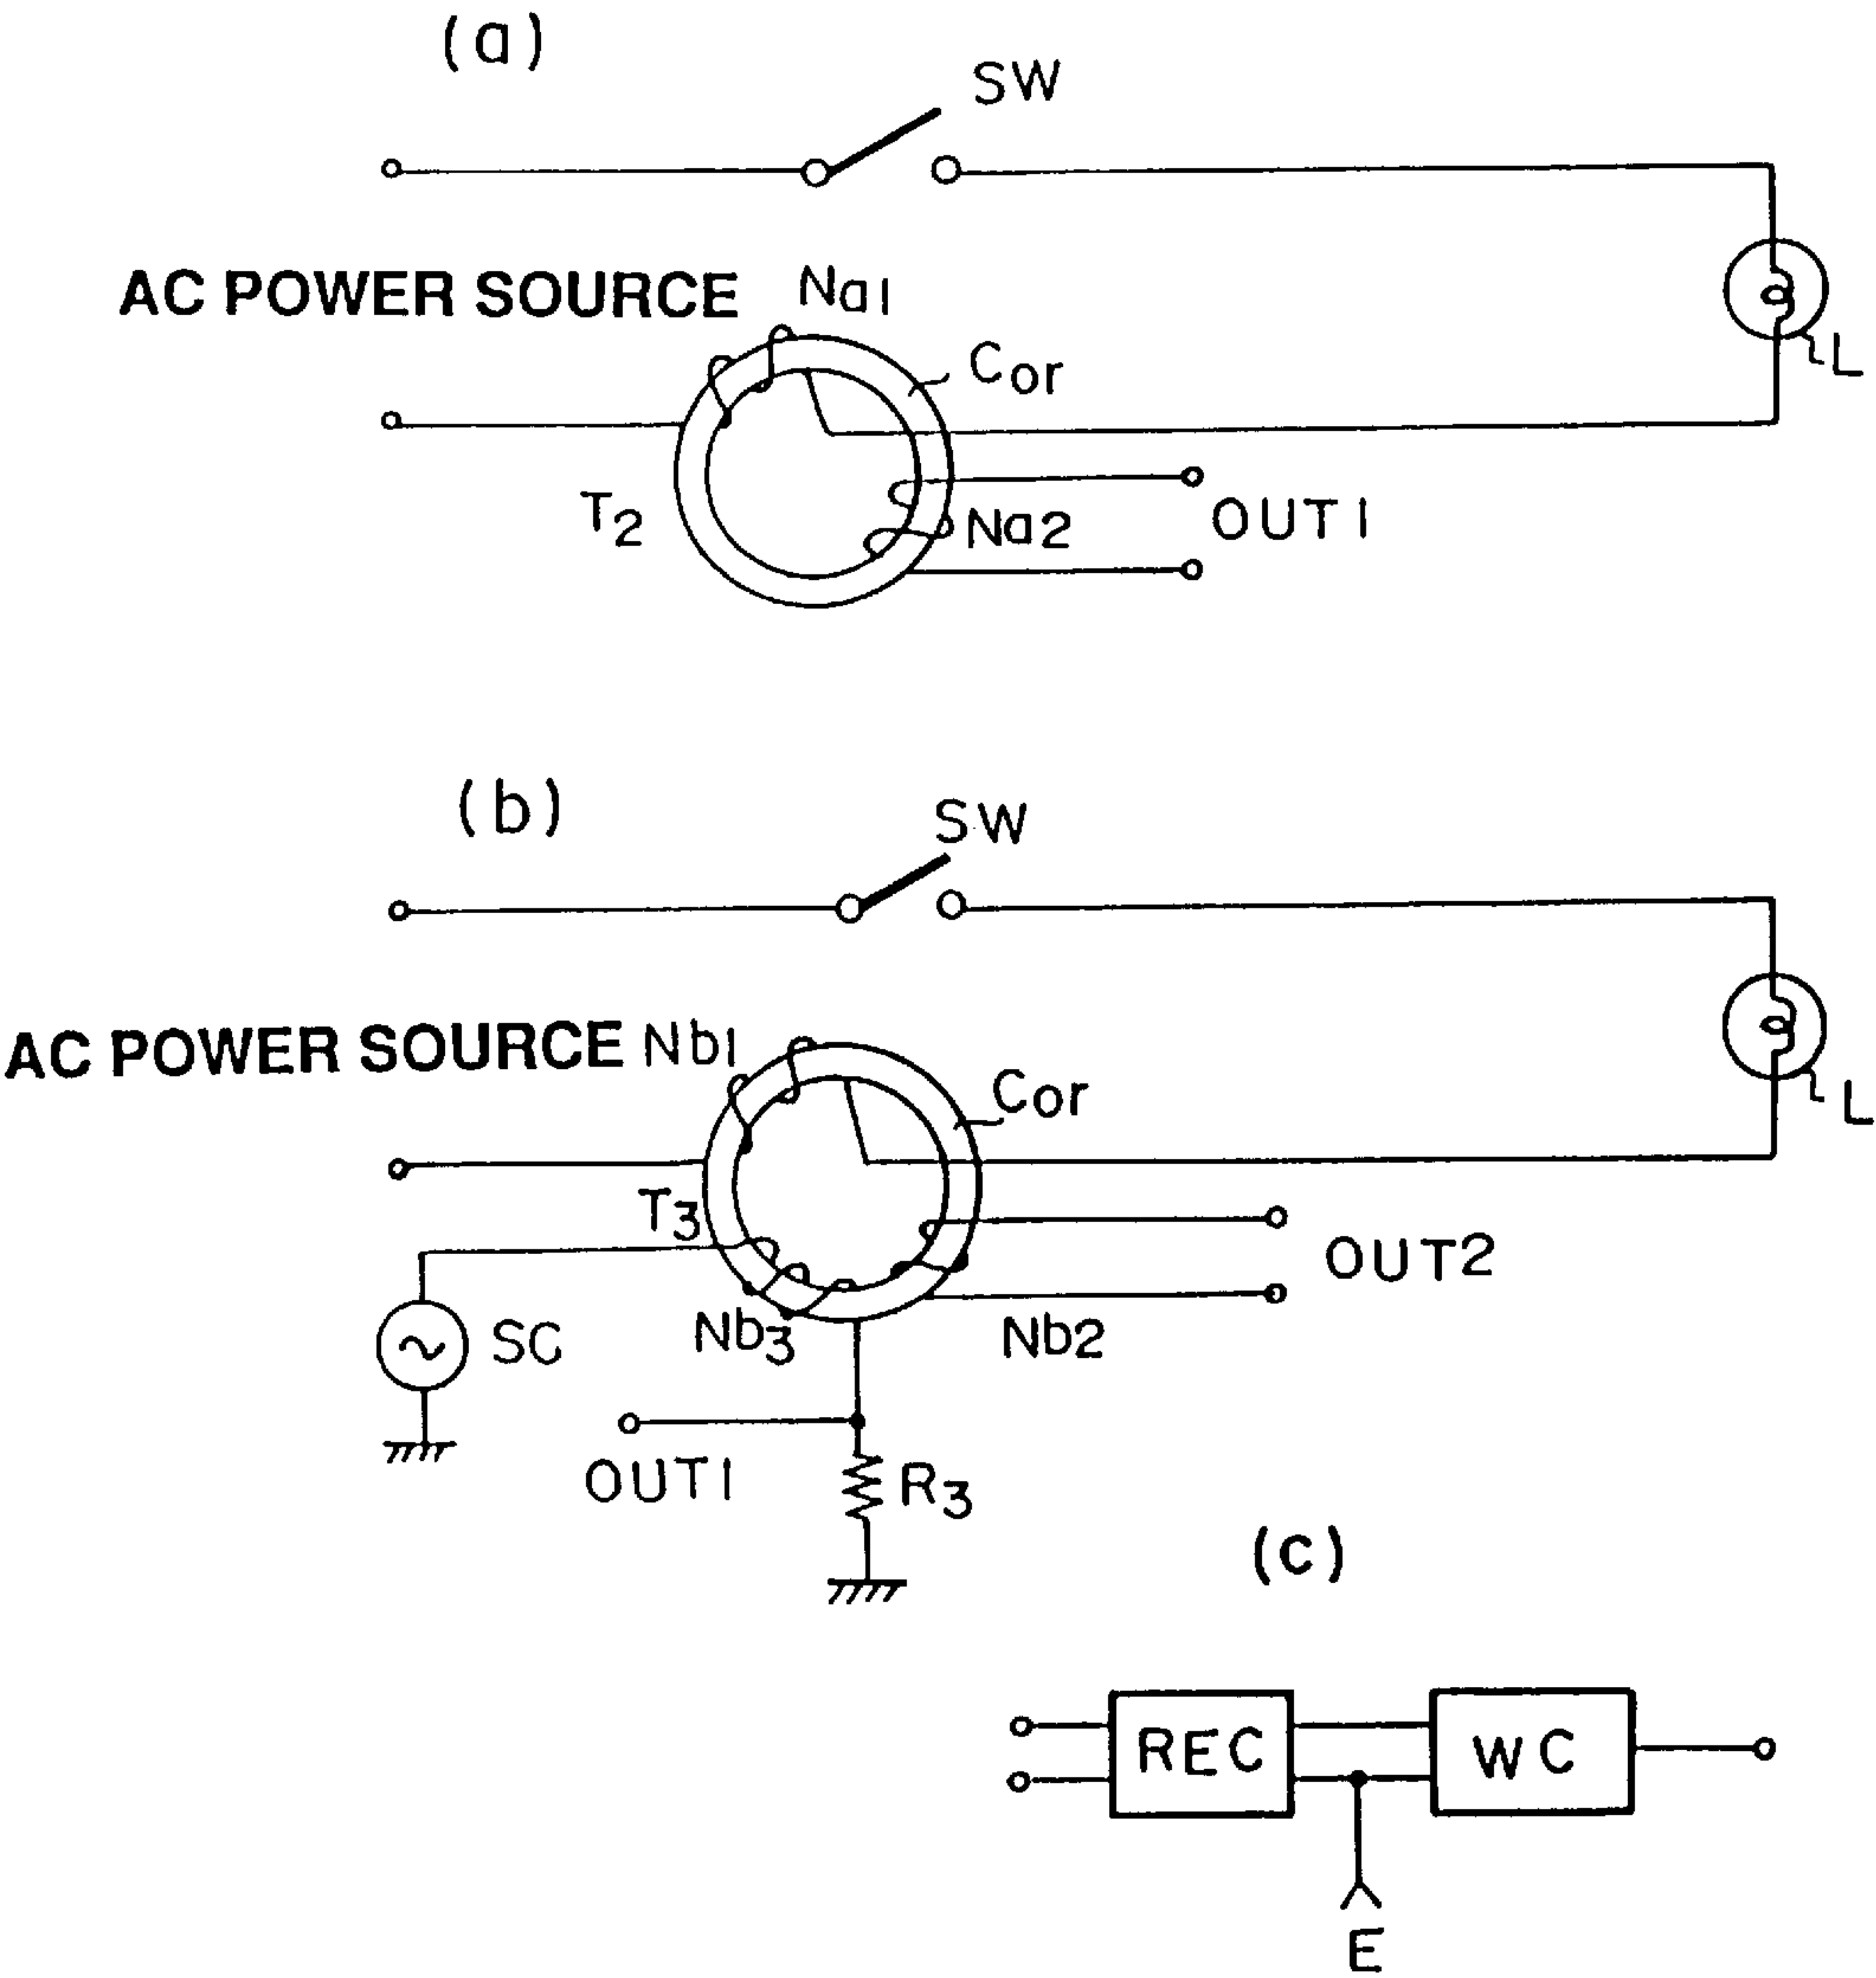 (a)
SW
AC POWER SOURCE
Na1
Cor
L
T2
Na2
OUT1
(b)
SW
AC POWER SOURCE
Nb1
Cor
L
T3
OUT2
SG
Nb3
Nb2
OUT1
R3
(c)
REC
WC
E